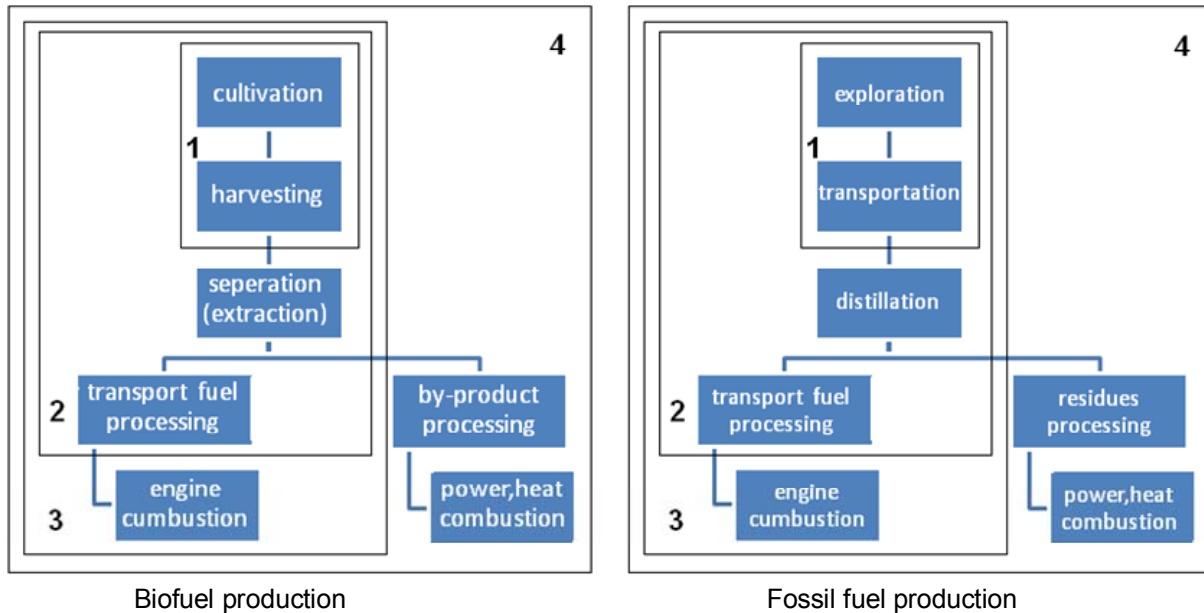 4
cultivation
1
harvesting
seperation
(extraction)
2
transport fuel
processing
by-product
processing
3
engine
cumbustion
power,heat
combustion
Biofuel production
4
exploration
1
transportation
distillation
2
transport fuel
processing
residues
processing
3
engine
cumbustion
power,heat
combustion
Fossil fuel production